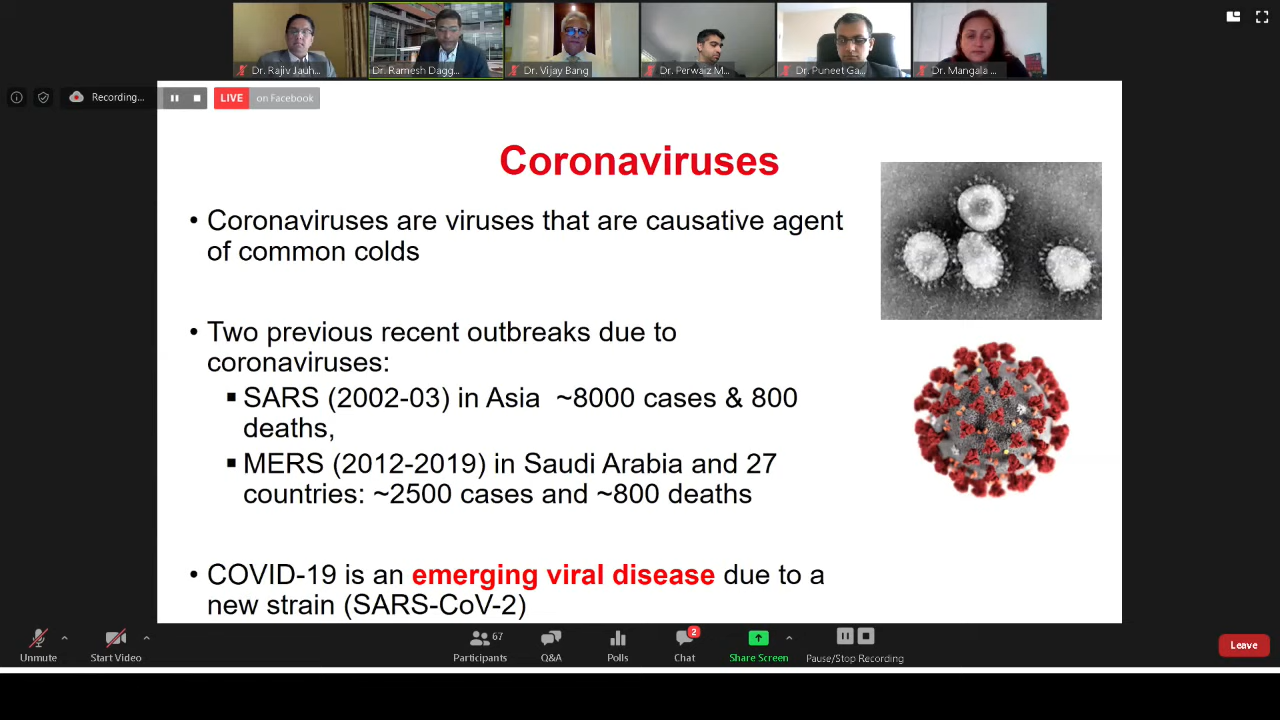 Dr. Rajiv Jauh...
Dr. Ramesh Dagg...
Dr. Vijay Bang
Dr. Perwarz M...
Dr. Puneet Ga...
Dr. Mangala ...
Recording...
LIVE on Facebook
Coronaviruses
• Coronaviruses are viruses that are causative agent
of common colds
• Two previous recent outbreaks due to
coronaviruses:
▪ SARS (2002-03) in Asia ~8000 cases & 800
deaths,
▪ MERS (2012-2019) in Saudi Arabia and 27
countries: ~2500 cases and ~800 deaths
• COVID-19 is an emerging viral disease due to a
new strain (SARS-CoV-2)
Unmute
Start Video
67
Participants
Q&A
Polls
2
Chat
Share Screen
Pause/Stop Recording
Leave